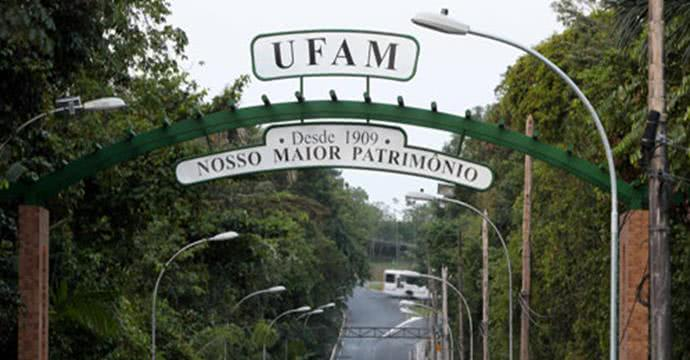 UFAM
• Desde 1909 •
NOSSO MAIOR PATRIMÔNIO